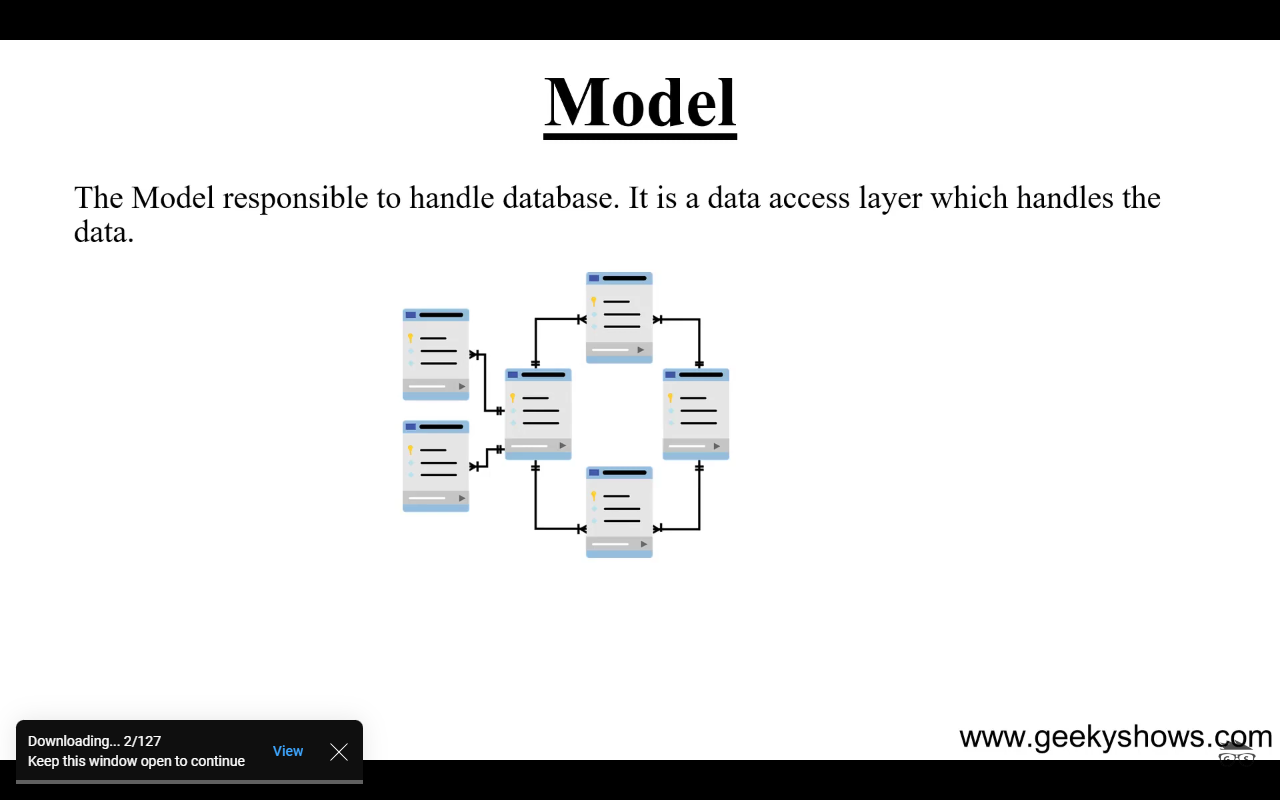 Model
The Model responsible to handle database. It is a data access layer which handles the
data.
www.geekyshows.com
Downloading... 2/127
Keep this window open to continue
View